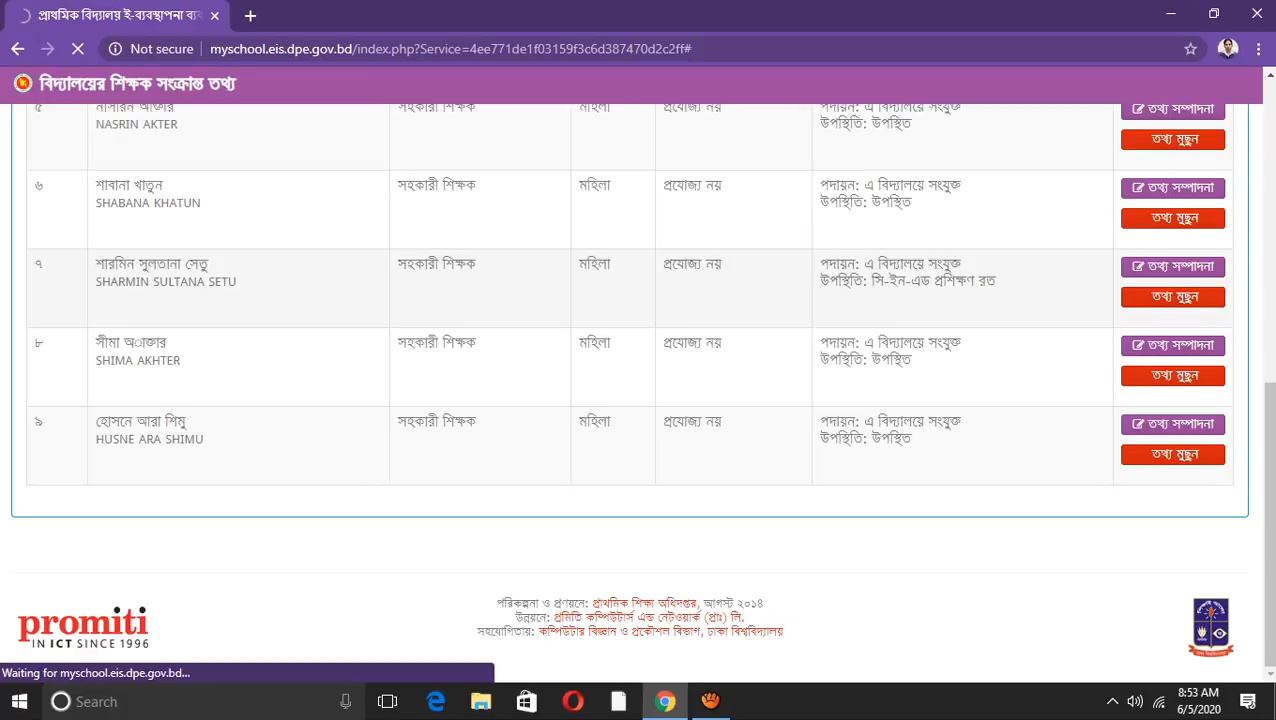 প্রাথমিক বিদ্যালয় ই-ব্যবস্থাপনা ব্যব
Not secure myschool.eis.dpe.gov.bd/index.php?Service=4ee771de1f03159f3c6d387470d2c2ff#
বিদ্যালয়ের শিক্ষক সংক্রান্ত তথ্য
৫ নাসরিন আক্তার সহকারী শিক্ষক মহিলা প্রযোজ্য নয় পদায়ন: এ বিদ্যালয়ে সংযুক্ত তথ্য সম্পাদনা
NASRIN AKTER উপস্থিতি: উপস্থিত
তথ্য মুছুন
৬ শাবানা খাতুন সহকারী শিক্ষক মহিলা প্রযোজ্য নয় পদায়ন: এ বিদ্যালয়ে সংযুক্ত তথ্য সম্পাদনা
SHABANA KHATUN উপস্থিতি: উপস্থিত
তথ্য মুছুন
৭ শারমিন সুলতানা সেতু সহকারী শিক্ষক মহিলা প্রযোজ্য নয় পদায়ন: এ বিদ্যালয়ে সংযুক্ত তথ্য সম্পাদনা
SHARMIN SULTANA SETU উপস্থিতি: সি-ইন-এড প্রশিক্ষণ রত
তথ্য মুছুন
৮ সীমা অাক্তার সহকারী শিক্ষক মহিলা প্রযোজ্য নয় পদায়ন: এ বিদ্যালয়ে সংযুক্ত তথ্য সম্পাদনা
SHIMA AKHTER উপস্থিতি: উপস্থিত
তথ্য মুছুন
৯ হোসনে আরা শিমু সহকারী শিক্ষক মহিলা প্রযোজ্য নয় পদায়ন: এ বিদ্যালয়ে সংযুক্ত তথ্য সম্পাদনা
HUSNE ARA SHIMU উপস্থিতি: উপস্থিত
তথ্য মুছুন
পরিকল্পনা ও প্রণয়নে: প্রাথমিক শিক্ষা অধিদপ্তর, আগস্ট ২০১৪
উন্নয়নে: প্রমিতি কম্পিউটার্স এন্ড নেটওয়ার্ক (প্রাঃ) লি.
সহযোগিতায়: কম্পিউটার বিজ্ঞান ও প্রকৌশল বিভাগ, ঢাকা বিশ্ববিদ্যালয়
promiti
IN ICT SINCE 1996
Waiting for myschool.eis.dpe.gov.bd...
Search
8:53 AM
6/5/2020